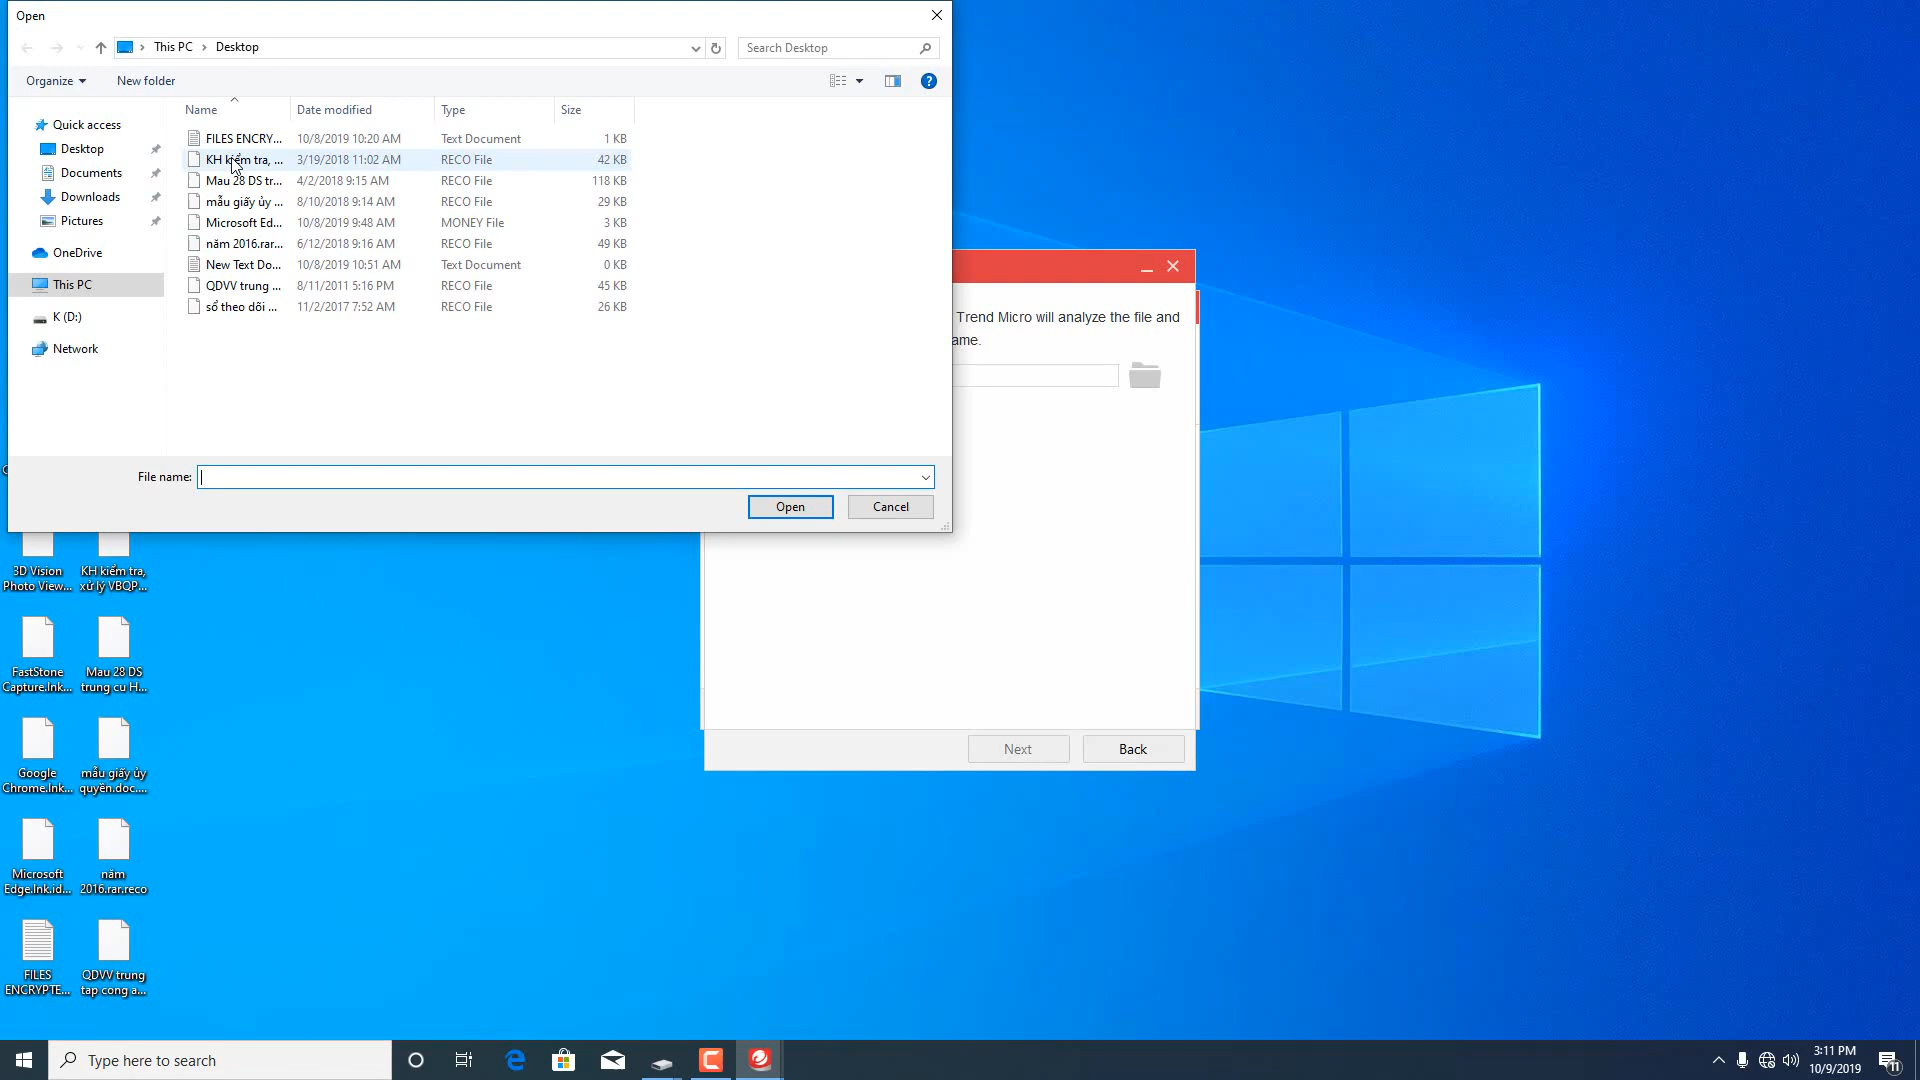 Open
This PC
Desktop
Search Desktop
Organize
New folder
Name
Date modified
Type
Size
FILES ENCRY... 10/8/2019 10:20 AM Text Document 1 KB
KH kiểm tra, ... 3/19/2018 11:02 AM RECO File 42 KB
Mau 28 DS tr... 4/2/2018 9:15 AM RECO File 118 KB
mẫu giấy ủy ... 8/10/2018 9:14 AM RECO File 29 KB
Microsoft Ed... 10/8/2019 9:48 AM MONEY File 3 KB
năm 2016.rar... 6/12/2018 9:16 AM RECO File 49 KB
New Text Do... 10/8/2019 10:51 AM Text Document 0 KB
QDVV trung ... 8/11/2011 5:16 PM RECO File 45 KB
sổ theo dõi ... 11/2/2017 7:52 AM RECO File 26 KB
Quick access
Desktop
Documents
Downloads
Pictures
OneDrive
This PC
K (D:)
Network
File name:
Open
Cancel
Trend Micro will analyze the file and
ame.
Next
Back
3D Vision
Photo View...
KH kiểm tra,
xử lý VBQP...
FastStone
Capture.lnk...
Mau 28 DS
trung cu H...
Google
Chrome.lnk...
mẫu giấy ủy
quyền.doc....
Microsoft
Edge.lnk.id...
năm
2016.rar.reco
FILES
ENCRYPTE...
QDVV trung
tap cong a...
Type here to search
3:11 PM
10/9/2019
11